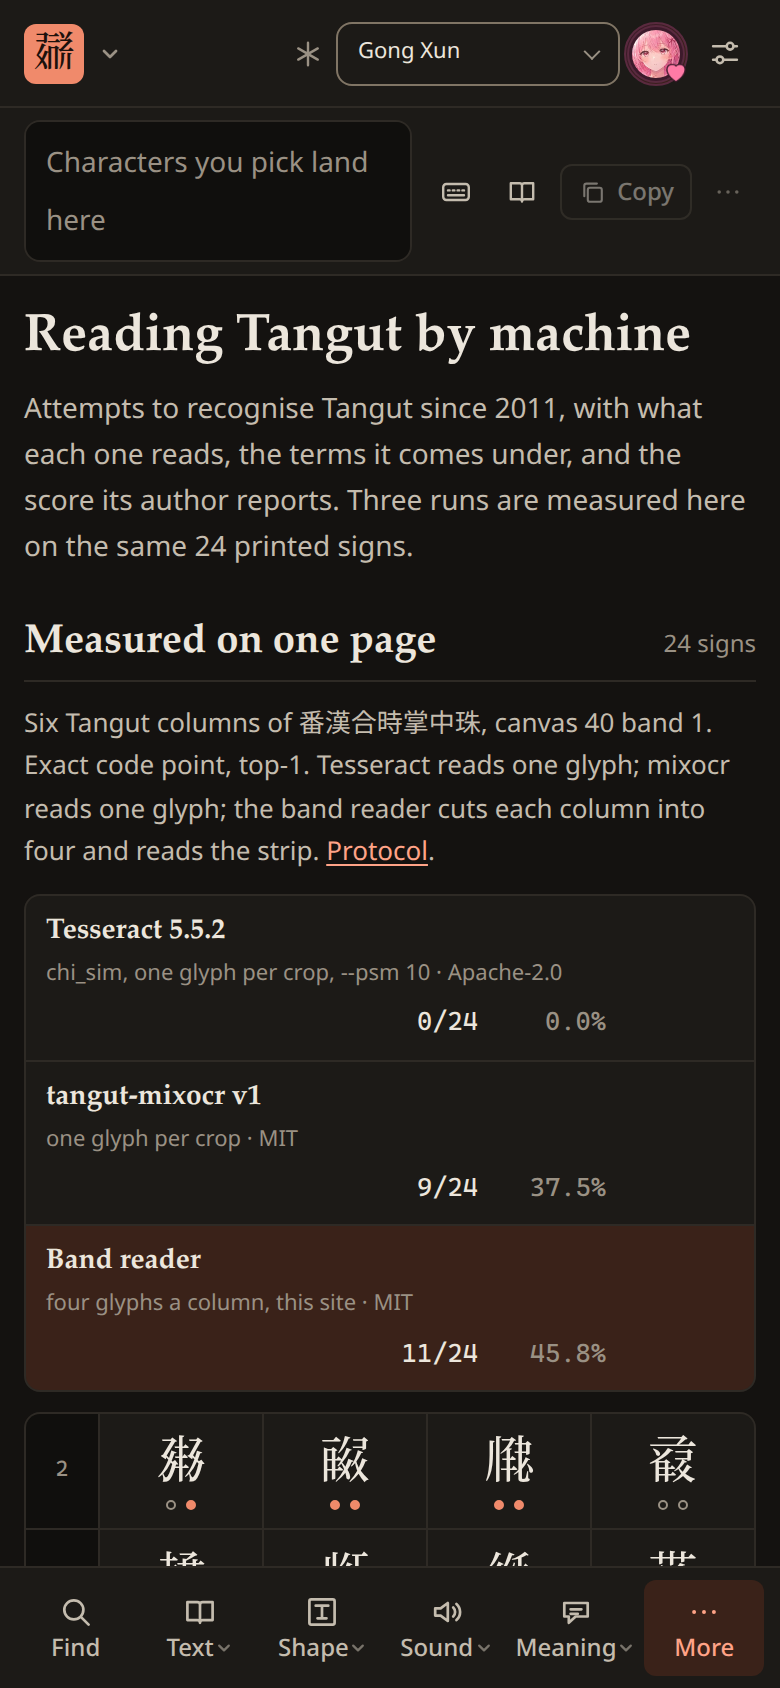 Gong Xun
Characters you pick land
here
Copy
Reading Tangut by machine
Attempts to recognise Tangut since 2011, with what
each one reads, the terms it comes under, and the
score its author reports. Three runs are measured here
on the same 24 printed signs.
Measured on one page
24 signs
Six Tangut columns of 番漢合時掌中珠, canvas 40 band 1.
Exact code point, top-1. Tesseract reads one glyph; mixocr
reads one glyph; the band reader cuts each column into
four and reads the strip. Protocol.
Tesseract 5.5.2
chi_sim, one glyph per crop, --psm 10 · Apache-2.0
0/24 0.0%
tangut-mixocr v1
one glyph per crop · MIT
9/24 37.5%
Band reader
four glyphs a column, this site · MIT
11/24 45.8%
2
Find
Text
Shape
Sound
Meaning
More